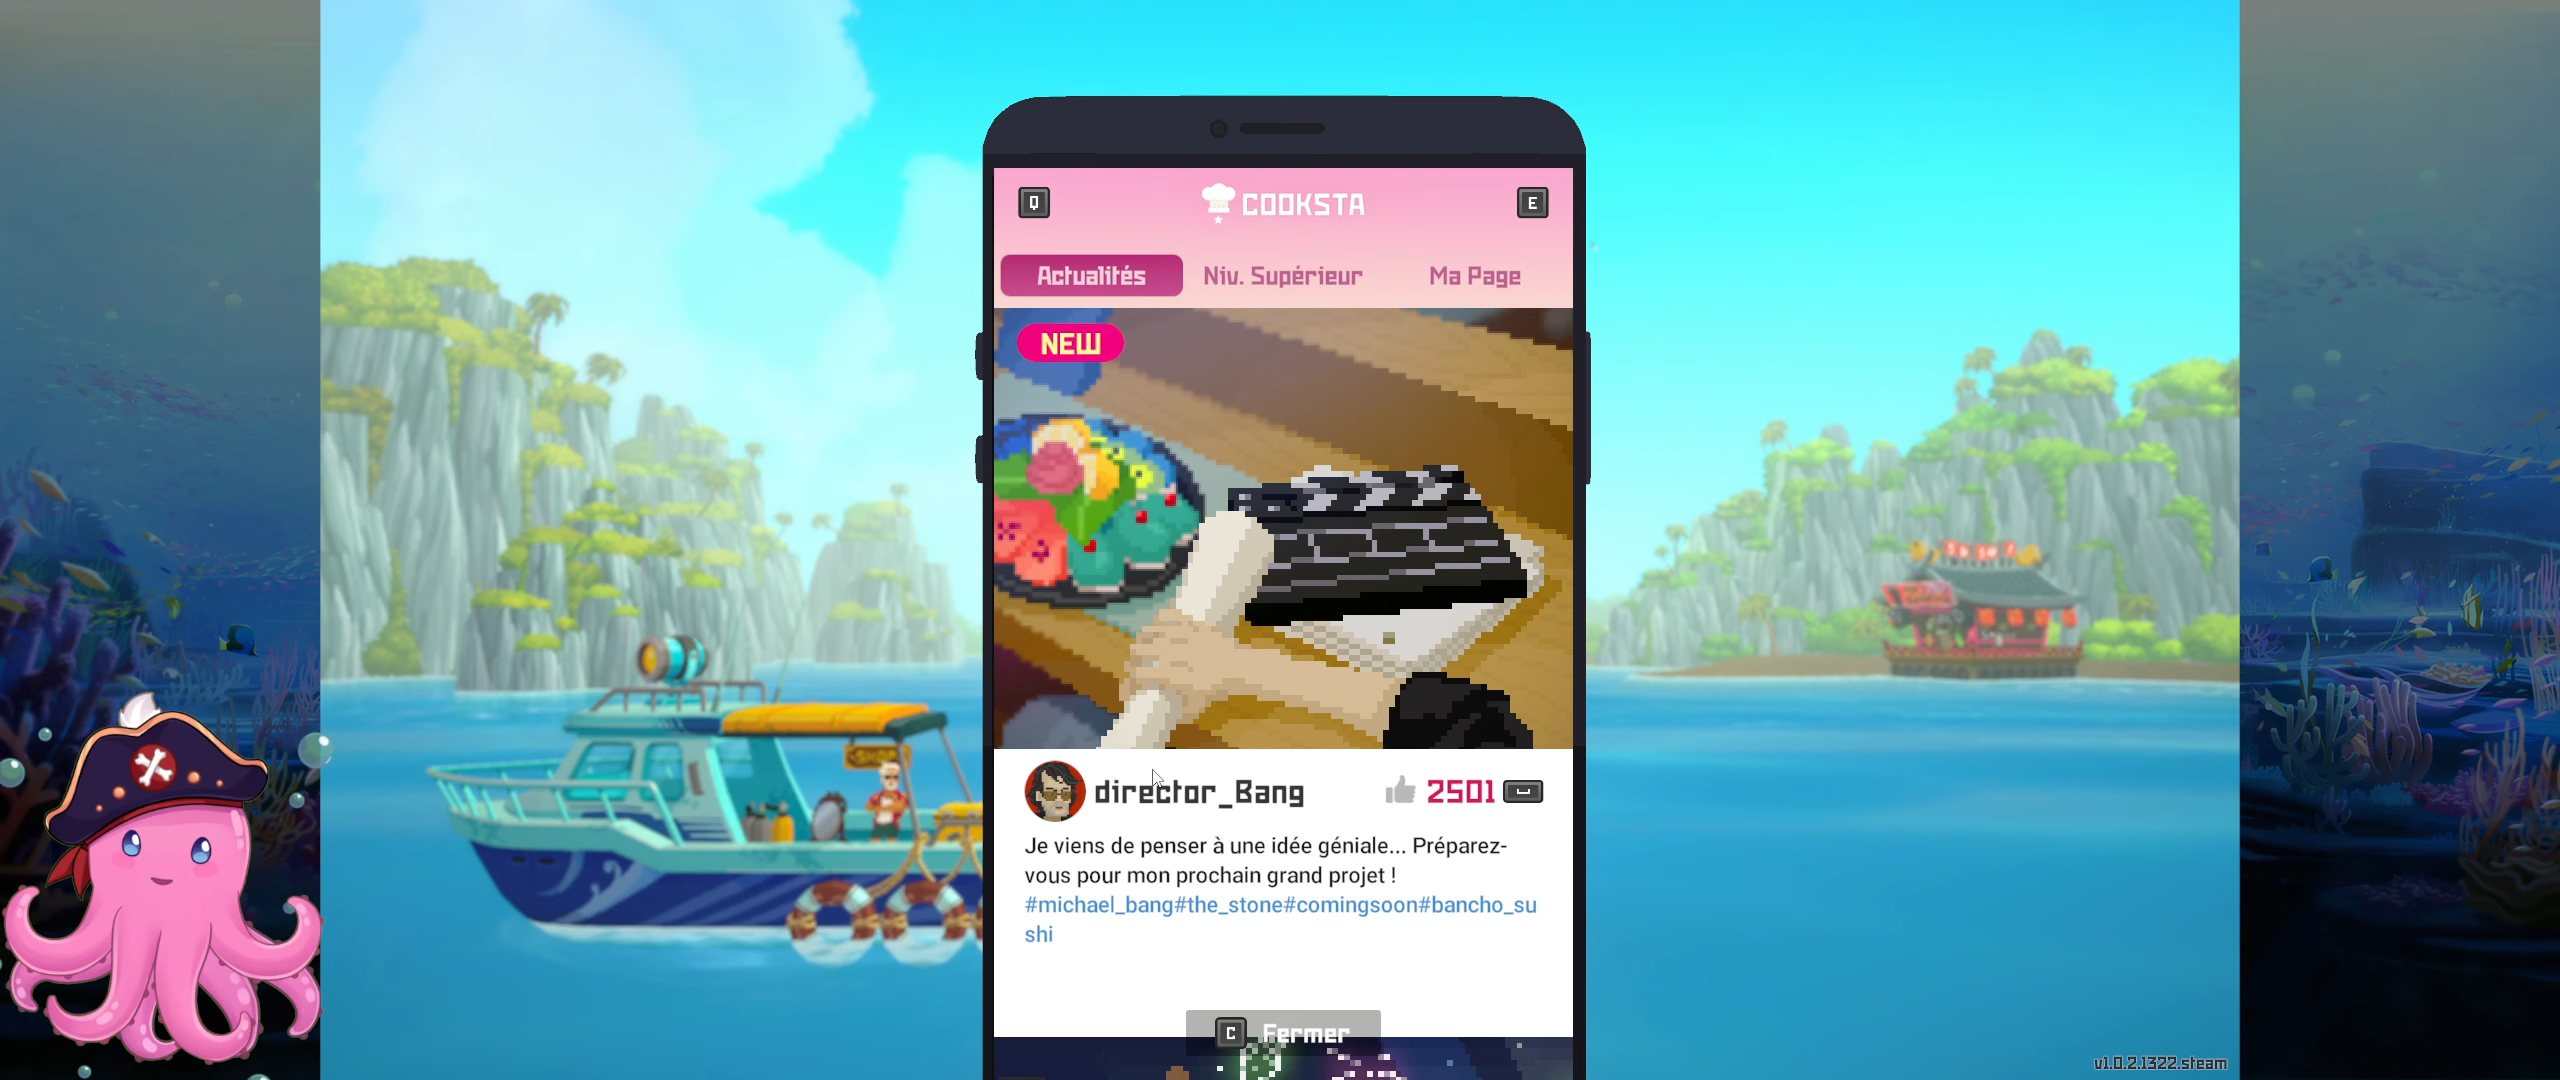 Q
COOKSTA
E
Actualités
Niv. Supérieur
Ma Page
NEW
SHOP
director_Bang
2501
Je viens de penser à une idée géniale... Préparez-
vous pour mon prochain grand projet !
#michael_bang#the_stone#comingsoon#bancho_su
shi
C Fermer
v1.0.2.1322.steam